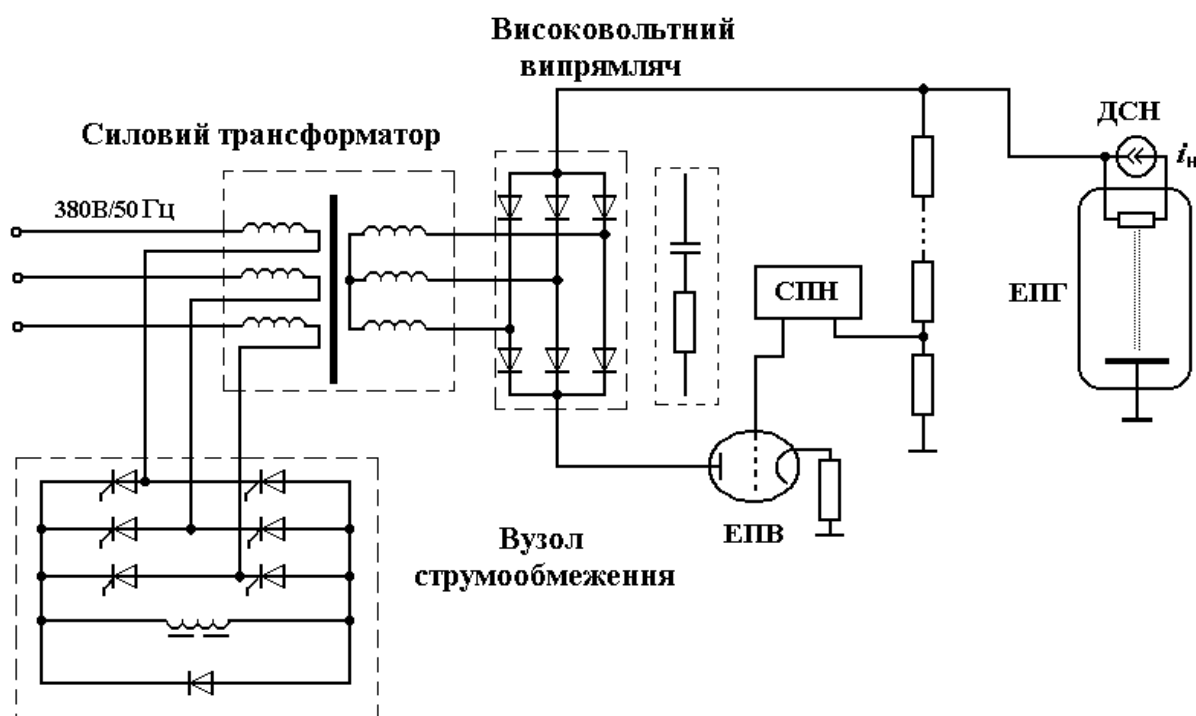 Високовольтний
випрямляч
Силовий трансформатор
ДСН
iн
380В/50 Гц
СПН
ЕПГ
ЕПВ
Вузол
струмообмеження